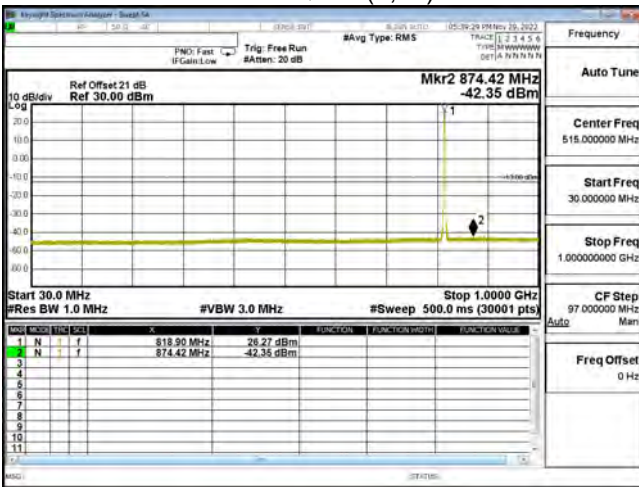 Keysight Spectrum Analyzer - Swept SA
RF 50 Ω AC SENSE:INT ALIGN AUTO 05:39:29 PM Nov 29, 2022
PNO: Fast Trig: Free Run #Avg Type: RMS TRACE 1 2 3 4 5 6
TYPE M WWWWW
IFGain:Low #Atten: 20 dB DET A N N N N N
Frequency
Auto Tune
Ref Offset 21 dB Mkr2 874.42 MHz
10 dB/div Ref 30.00 dBm -42.35 dBm
Log
20.0
10.0
0.00
-10.0
-20.0
-30.0
-40.0
-50.0
1
-13.00 dBm
2
Center Freq
515.000000 MHz
Start Freq
30.000000 MHz
Stop Freq
1.000000000 GHz
Start 30.0 MHz Stop 1.0000 GHz
#Res BW 1.0 MHz #VBW 3.0 MHz #Sweep 500.0 ms (30001 pts)
CF Step
97.000000 MHz
Auto Man
MKR MODE TRC SCL X Y FUNCTION FUNCTION WIDTH FUNCTION VALUE
1 N 1 f 818.90 MHz 26.27 dBm
2 N 1 f 874.42 MHz -42.35 dBm
3
4
5
6
7
8
9
10
11
Freq Offset
0 Hz
MSG STATUS